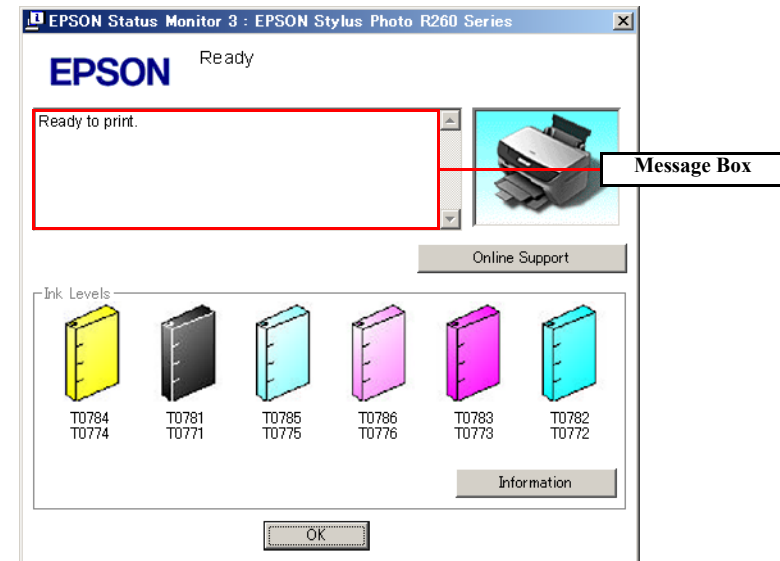 EPSON Status Monitor 3 : EPSON Stylus Photo R260 Series
EPSON
Ready
Ready to print.
Message Box
Online Support
Ink Levels
T0784 T0781 T0785 T0786 T0783 T0782
T0774 T0771 T0775 T0776 T0773 T0772
Information
OK